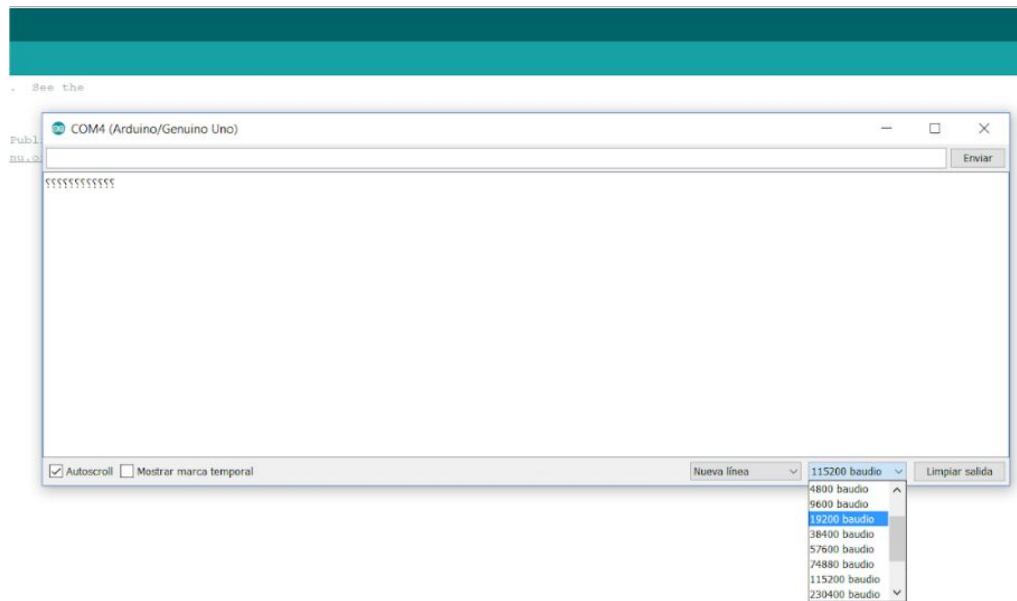 . See the
COM4 (Arduino/Genuino Uno)
Publ
nu.o
Enviar
⸮⸮⸮⸮⸮⸮⸮⸮⸮⸮⸮⸮
Autoscroll
Mostrar marca temporal
Nueva línea
115200 baudio
Limpiar salida
4800 baudio
9600 baudio
19200 baudio
38400 baudio
57600 baudio
74880 baudio
115200 baudio
230400 baudio